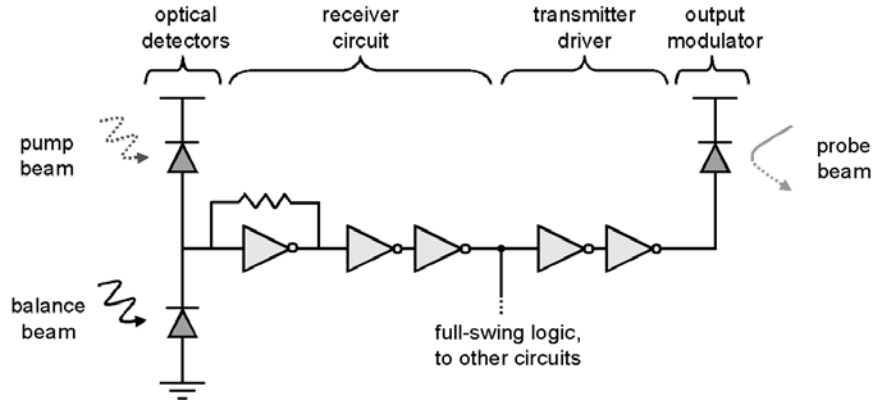 optical
detectors
receiver
circuit
transmitter
driver
output
modulator
pump
beam
probe
beam
balance
beam
full-swing logic,
to other circuits